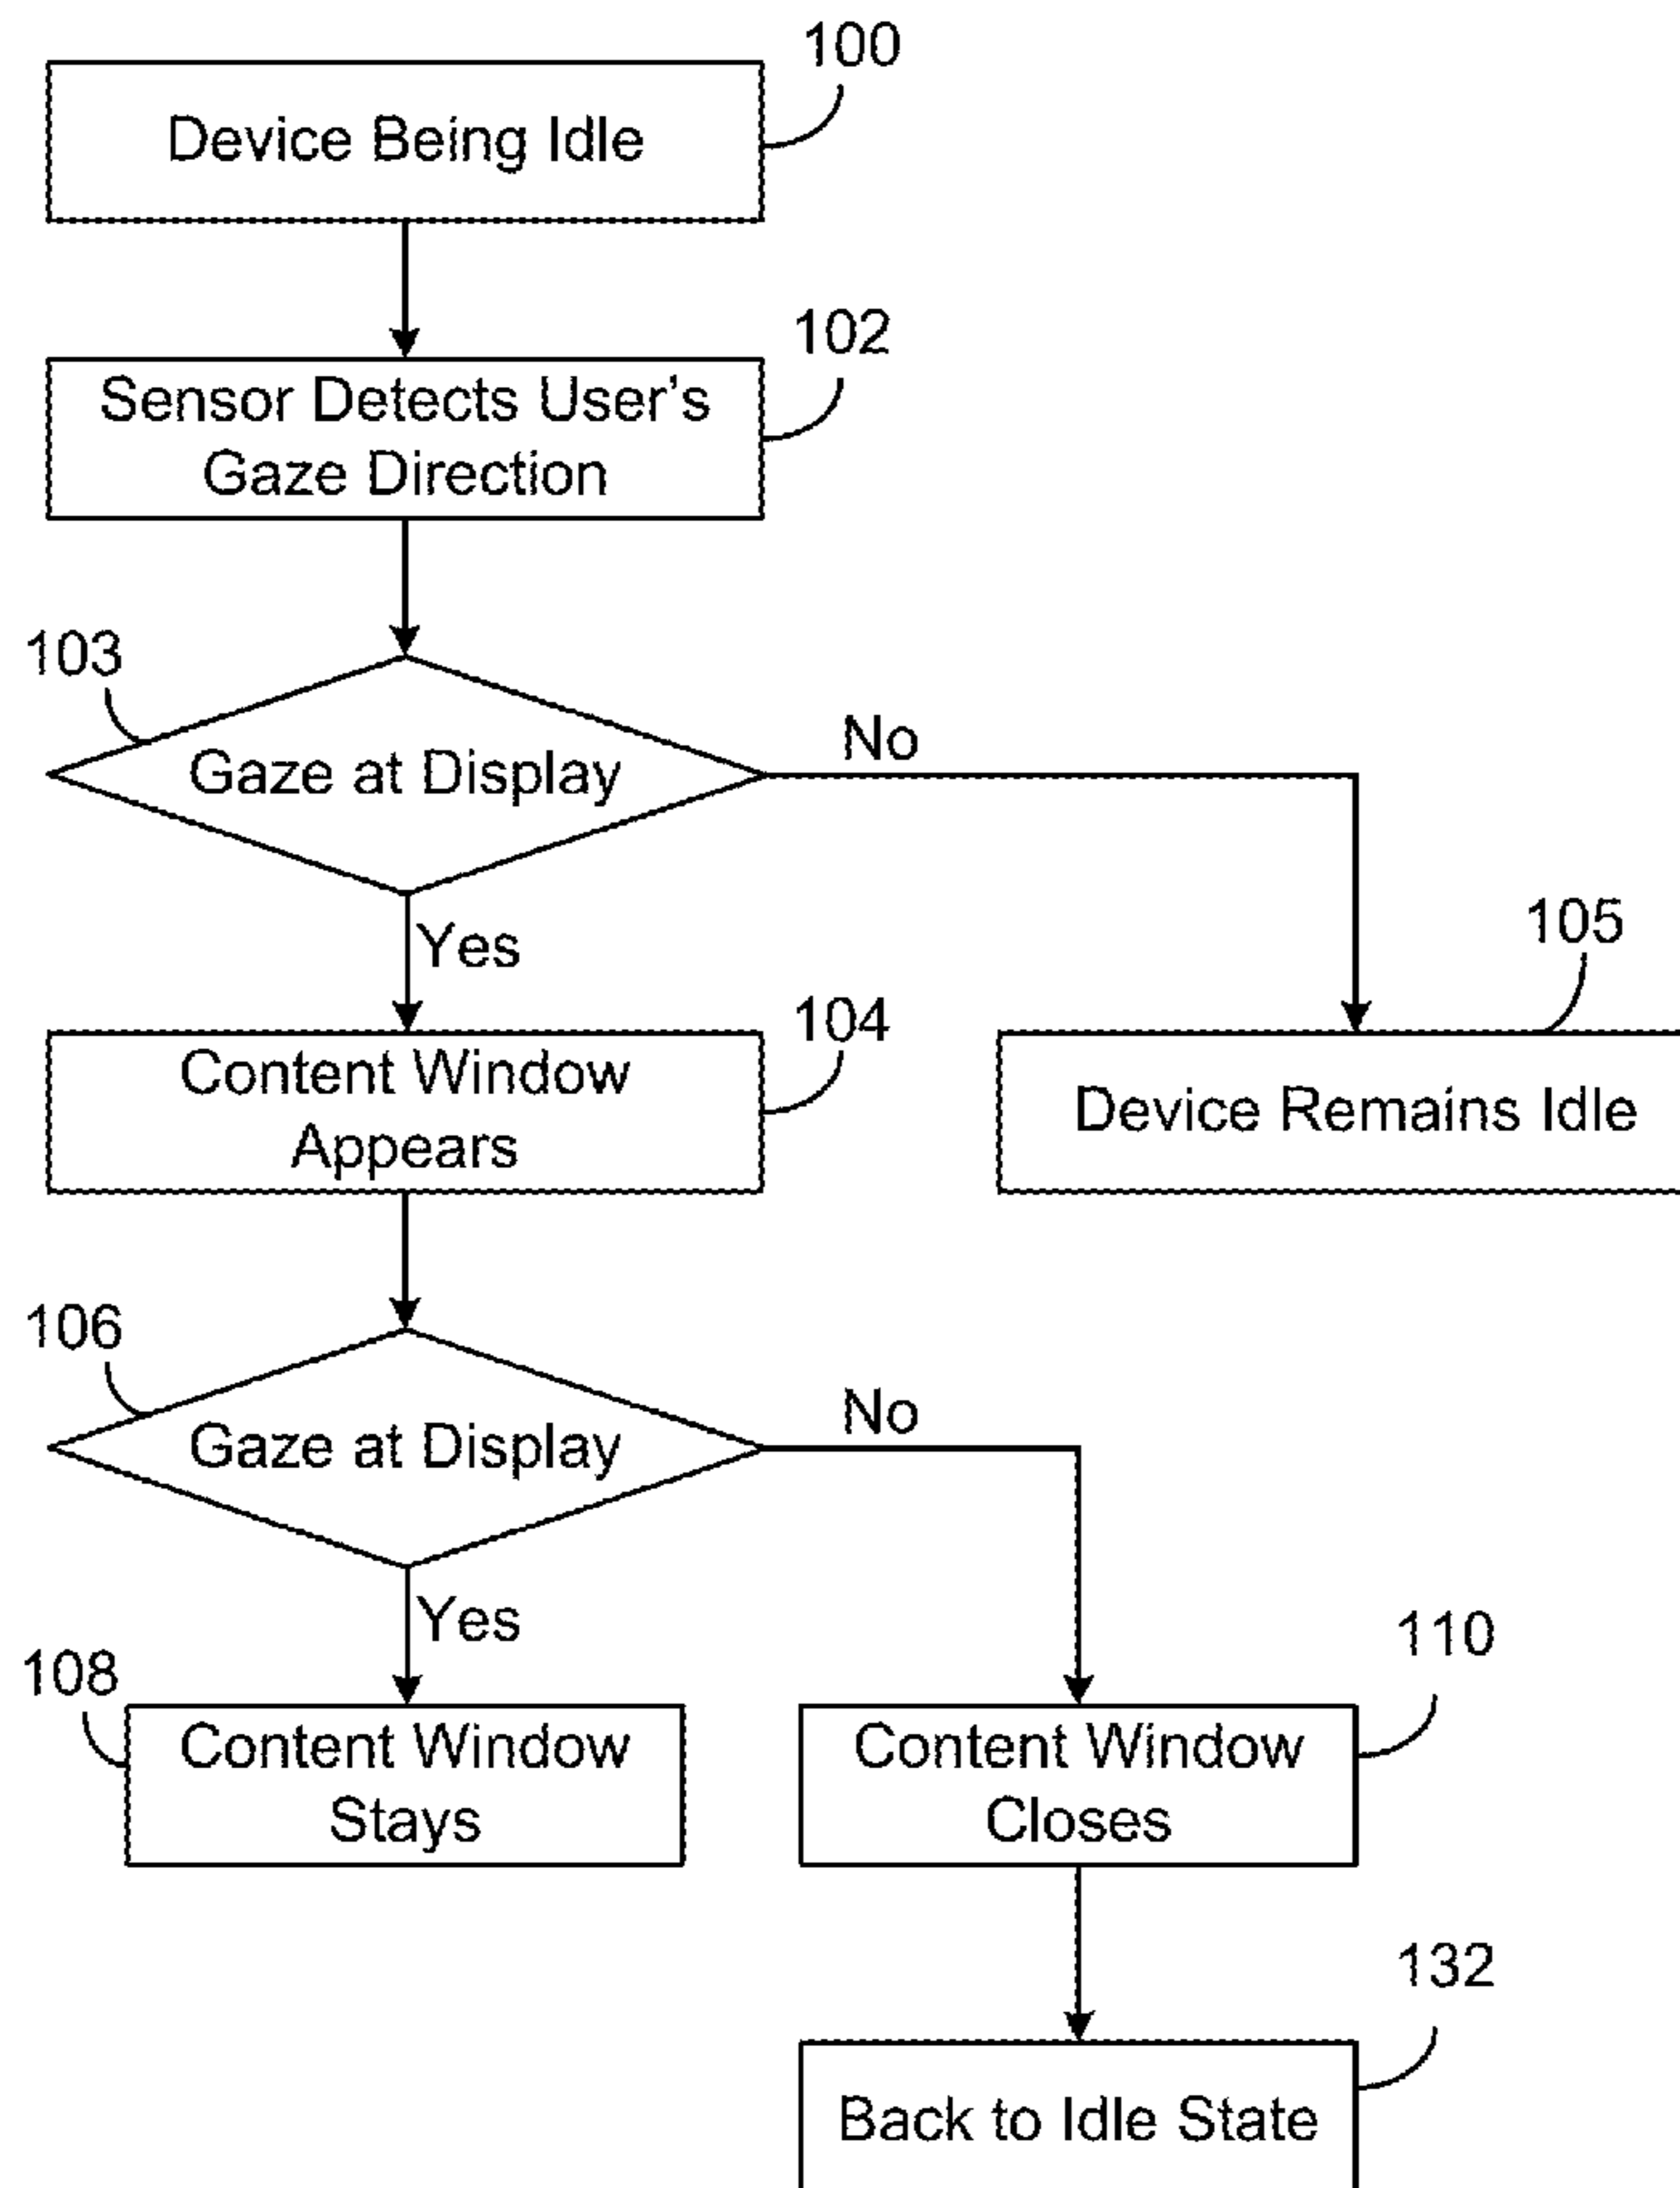 100
Device Being Idle
102
Sensor Detects User's
Gaze Direction
103
Gaze at Display
No
Yes
105
104
Content Window
Appears
Device Remains Idle
106
Gaze at Display
No
Yes
108
110
Content Window
Stays
Content Window
Closes
132
Back to Idle State